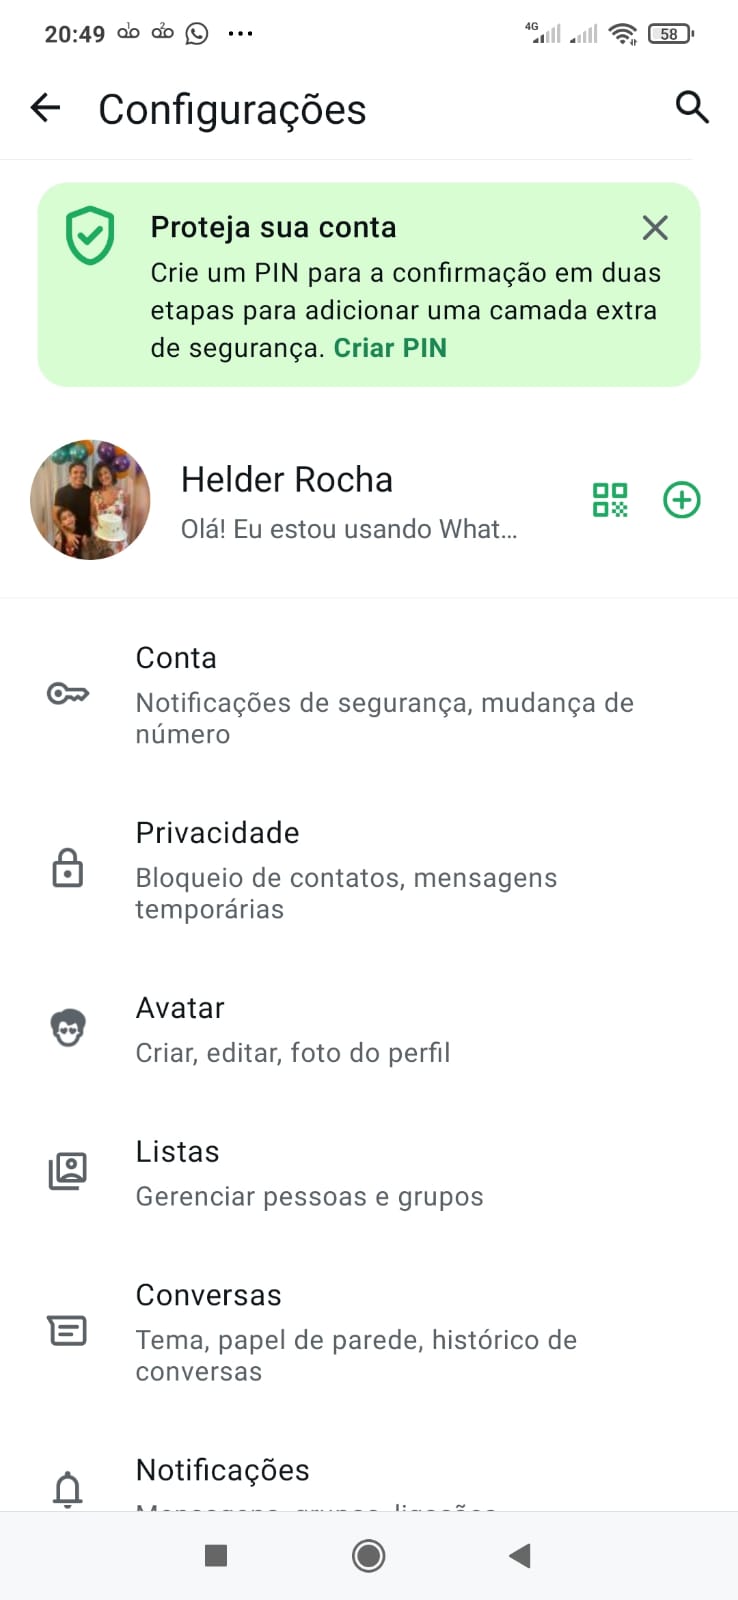 20:49
4G
58
Configurações
Proteja sua conta
Crie um PIN para a confirmação em duas
etapas para adicionar uma camada extra
de segurança. Criar PIN
Helder Rocha
Olá! Eu estou usando What...
Conta
Notificações de segurança, mudança de
número
Privacidade
Bloqueio de contatos, mensagens
temporárias
Avatar
Criar, editar, foto do perfil
Listas
Gerenciar pessoas e grupos
Conversas
Tema, papel de parede, histórico de
conversas
Notificações